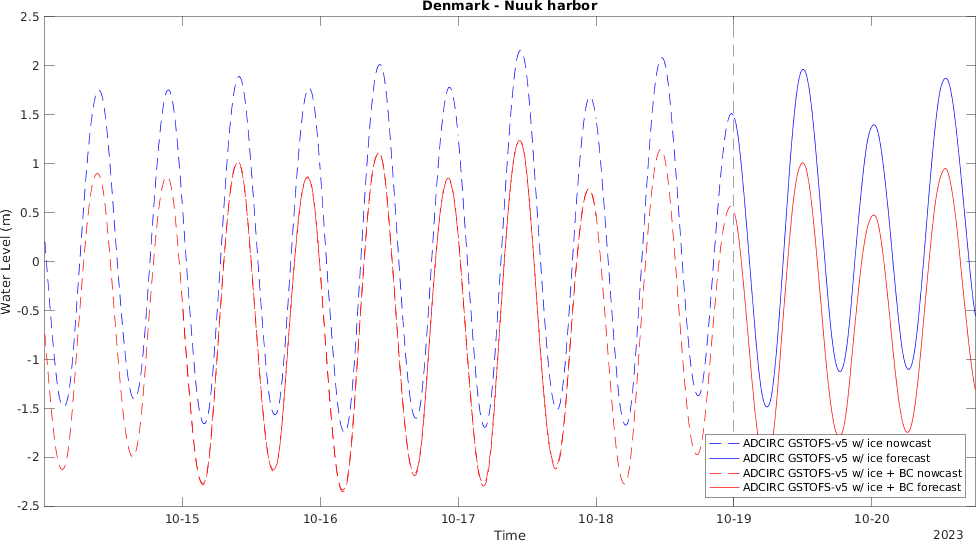 Denmark - Nuuk harbor
2.5
2
1.5
1
0.5
0
-0.5
-1
-1.5
-2
-2.5
Water Level (m)
ADCIRC GSTOFS-v5 w/ ice nowcast
ADCIRC GSTOFS-v5 w/ ice forecast
ADCIRC GSTOFS-v5 w/ ice + BC nowcast
ADCIRC GSTOFS-v5 w/ ice + BC forecast
10-15 10-16 10-17 10-18 10-19 10-20
Time
2023